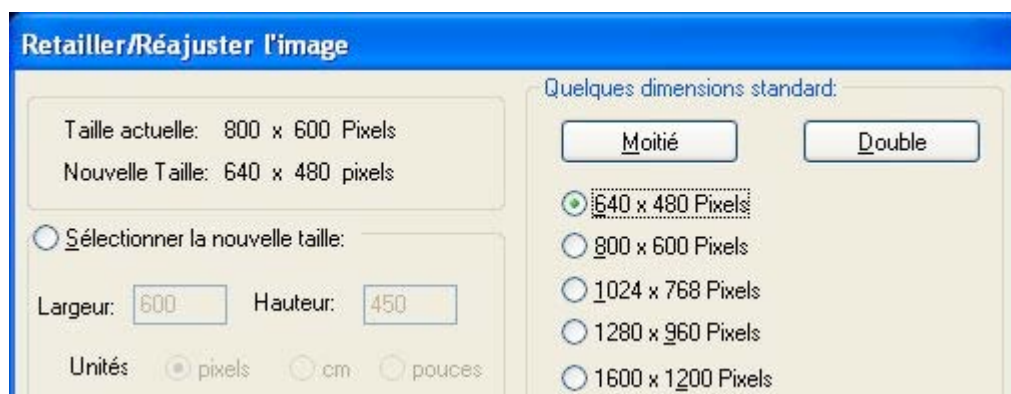 Retailler/Réajuster l'image
Taille actuelle: 800 x 600 Pixels
Nouvelle Taille: 640 x 480 pixels
Sélectionner la nouvelle taille:
Largeur: 600 Hauteur: 450
Unités pixels cm pouces
Quelques dimensions standard:
Moitié Double
640 x 480 Pixels
800 x 600 Pixels
1024 x 768 Pixels
1280 x 960 Pixels
1600 x 1200 Pixels